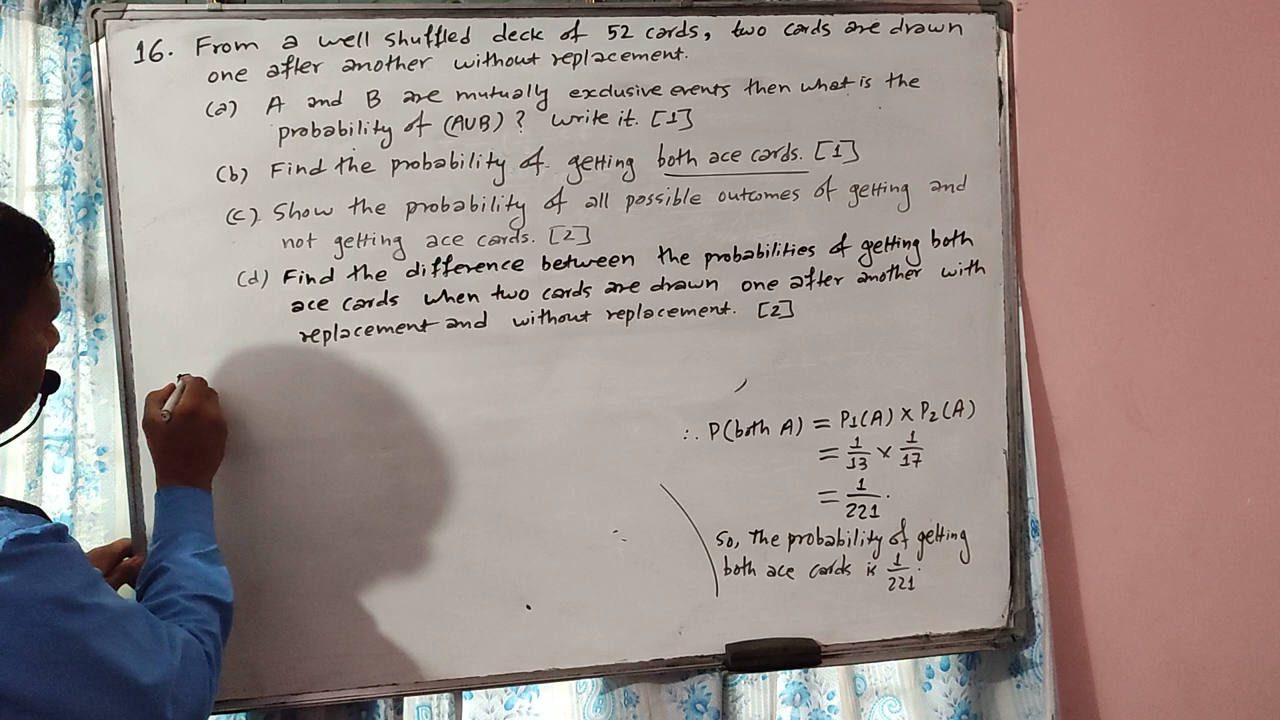 16. From a well shuffled deck of 52 cards, two cards are drawn
one after another without replacement.
(a) A and B are mutually exclusive events then what is the
probability of (AUB)? Write it. [1]
(b) Find the probability of getting both ace cards. [1]
(c) Show the probability of all possible outcomes of getting and
not getting ace cards. [2]
(d) Find the difference between the probabilities of getting both
ace cards when two cards are drawn one after another with
replacement and without replacement. [2]
∴ P(both A) = P1(A) × P2(A)
= 1/13 × 1/17
= 1/221.
So, the probability of getting
both ace cards is 1/221.